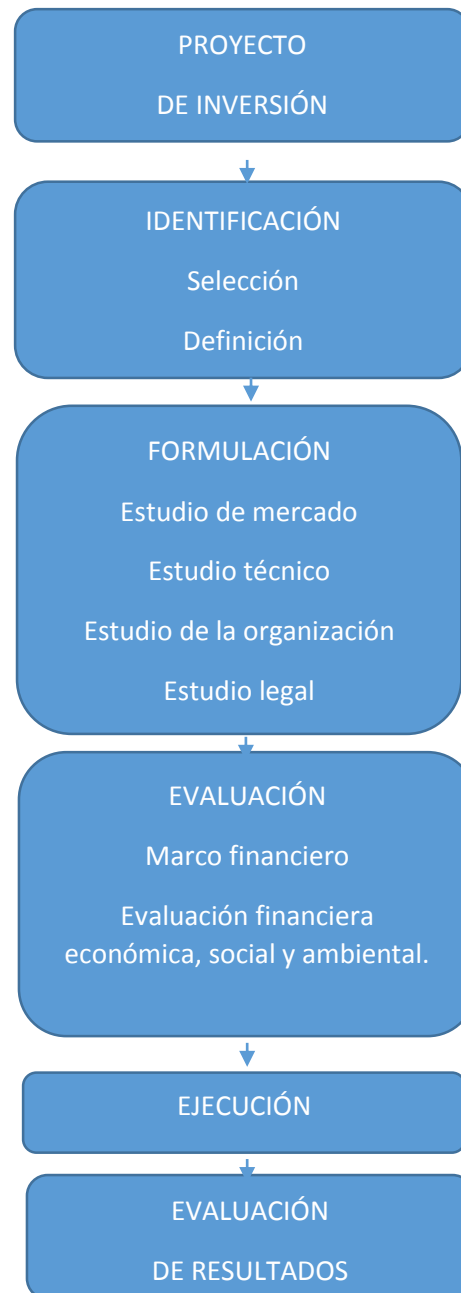 PROYECTO
DE INVERSIÓN
IDENTIFICACIÓN
Selección
Definición
FORMULACIÓN
Estudio de mercado
Estudio técnico
Estudio de la organización
Estudio legal
EVALUACIÓN
Marco financiero
Evaluación financiera
económica, social y ambiental.
EJECUCIÓN
EVALUACIÓN
DE RESULTADOS